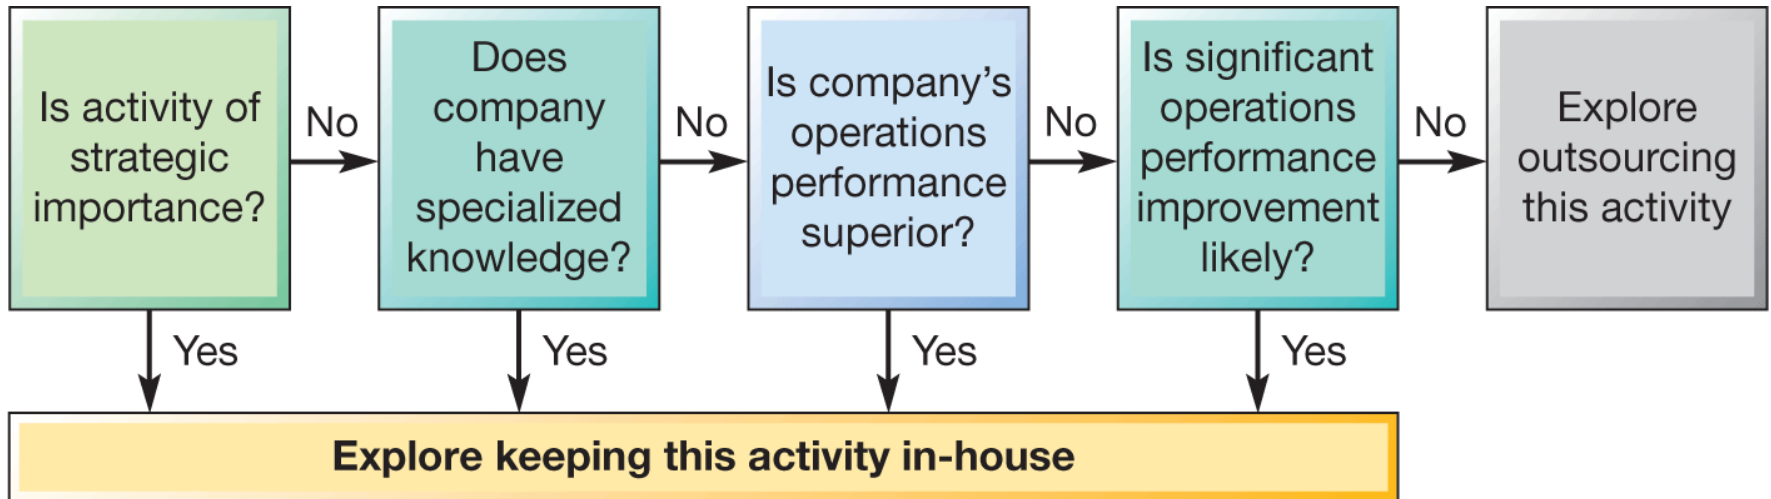 Is activity of
strategic
importance?
No
Does
company
have
specialized
knowledge?
No
Is company’s
operations
performance
superior?
No
Is significant
operations
performance
improvement
likely?
No
Explore
outsourcing
this activity
Yes
Yes
Yes
Yes
Explore keeping this activity in-house